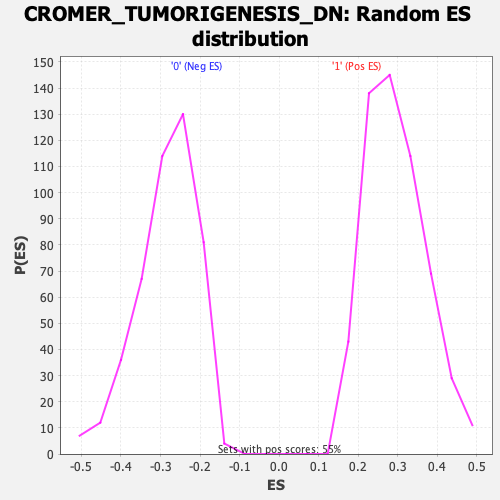 CROMER_TUMORIGENESIS_DN: Random ES
distribution
'0' (Neg ES) '1' (Pos ES)
150
140
130
120
110
100
90
80
70
60
50
40
30
20
10
0
P(ES)
Sets with pos scores: 55%
-0.5 -0.4 -0.3 -0.2 -0.1 0.0 0.1 0.2 0.3 0.4 0.5
ES